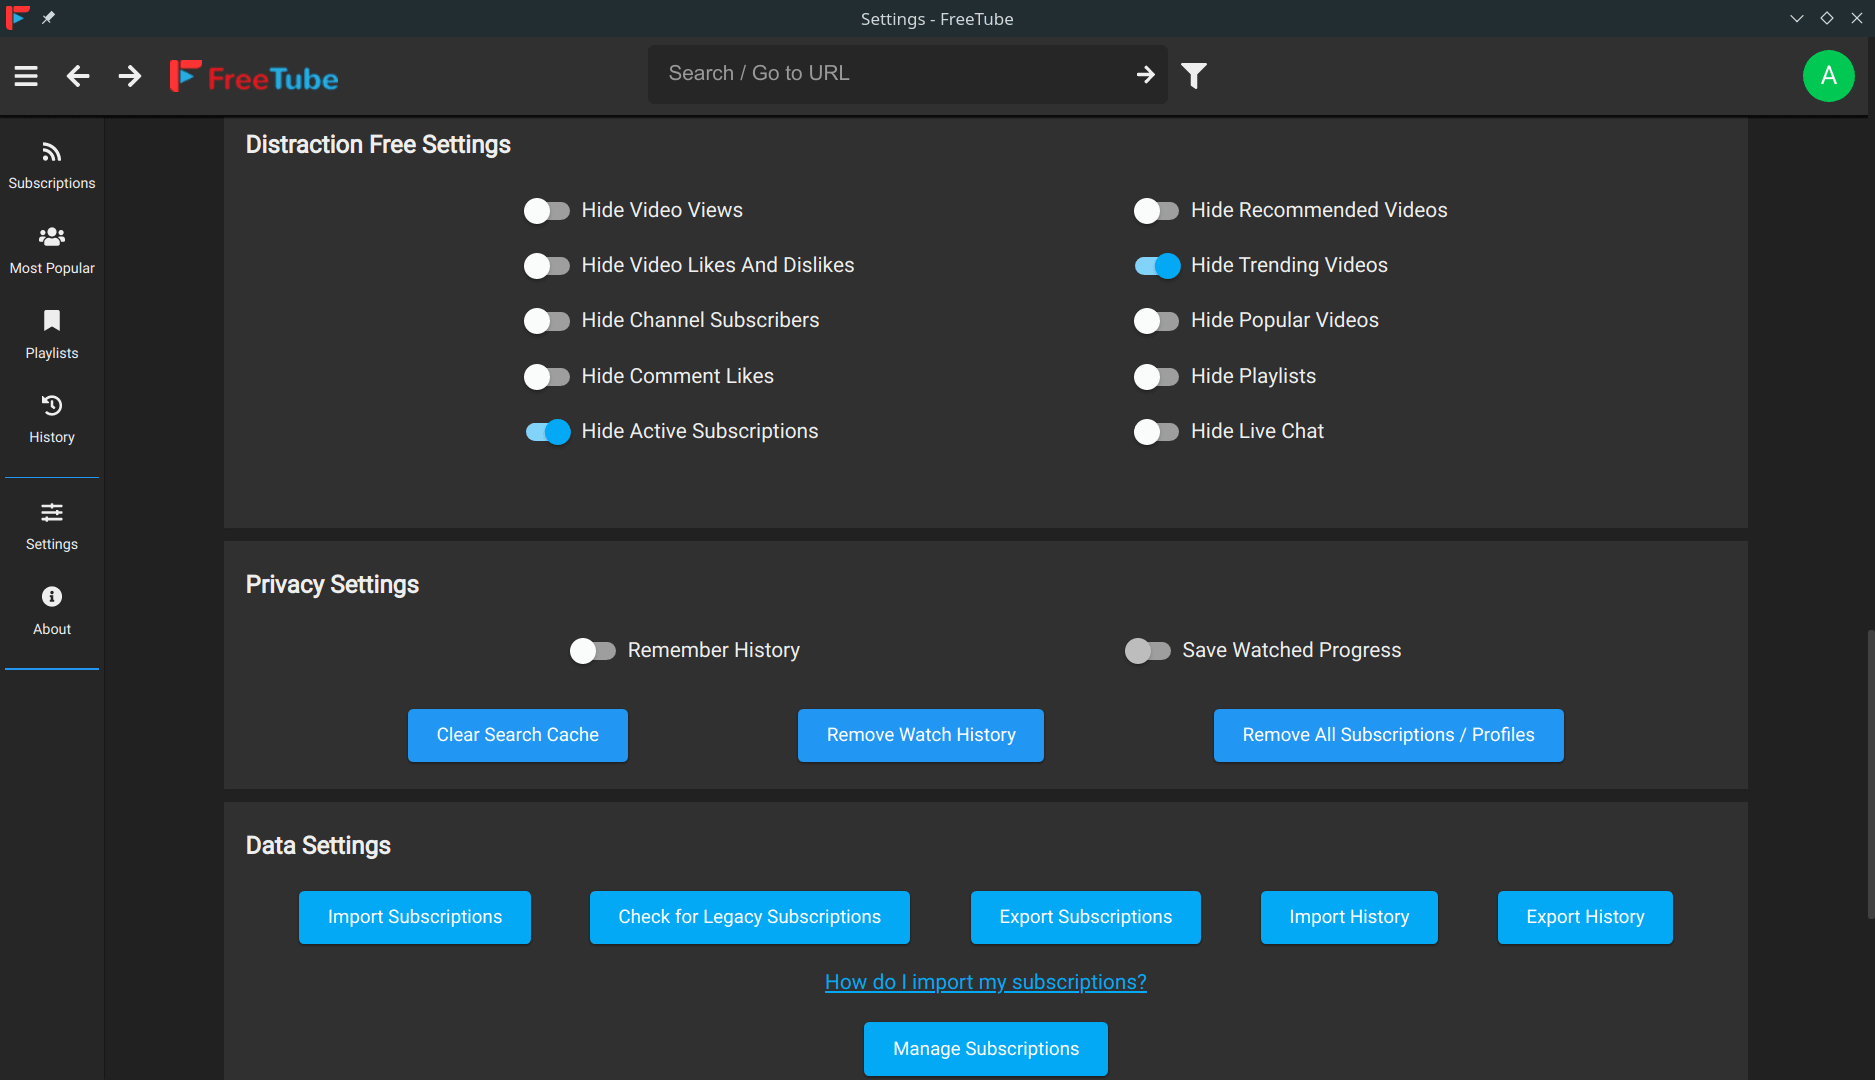 Settings - FreeTube
FreeTube
Search / Go to URL
A
Subscriptions
Most Popular
Playlists
History
Settings
About
Distraction Free Settings
Hide Video Views
Hide Recommended Videos
Hide Video Likes And Dislikes
Hide Trending Videos
Hide Channel Subscribers
Hide Popular Videos
Hide Comment Likes
Hide Playlists
Hide Active Subscriptions
Hide Live Chat
Privacy Settings
Remember History
Save Watched Progress
Clear Search Cache
Remove Watch History
Remove All Subscriptions / Profiles
Data Settings
Import Subscriptions
Check for Legacy Subscriptions
Export Subscriptions
Import History
Export History
How do I import my subscriptions?
Manage Subscriptions